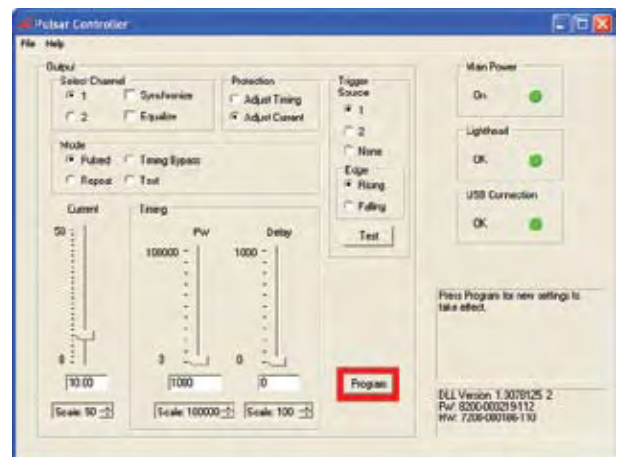 Pulsar Controller
File Help
Output
Select Channel
1 Synchronize
2 Equalize
Protection
Adjust Timing
Adjust Current
Trigger
Source
1
2
None
Edge
Rising
Falling
Test
Mode
Pulsed Timing Bypass
Repeat Test
Current
50
0
10.00
Scale: 50
Timing
PW Delay
100000 1000
3 0
1000 0
Scale: 100000 Scale: 100
Program
Main Power
On
Lighthead
OK
USB Connection
OK
Press Program for new settings to
take effect.
DLL Version 1.3078125 2
FW: 8200-000219-112
HW: 7200-000186-110